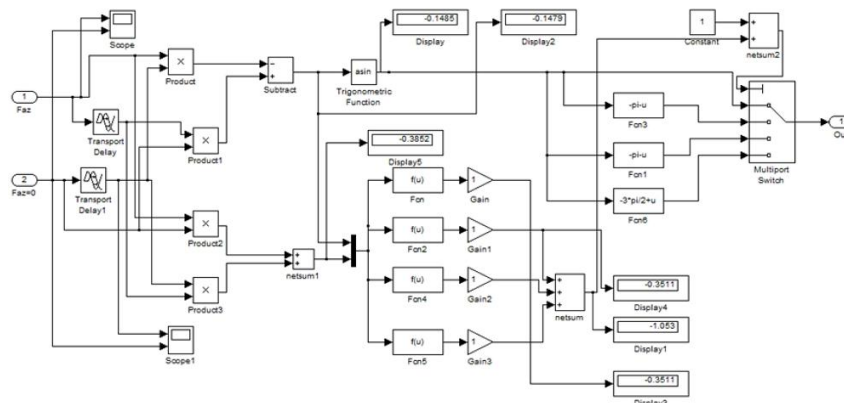 -0.1485
Display
-0.1479
Display2
1
Constant
+
+
netsum2
Scope
1
Faz
×
Product
−
+
Subtract
asin
Trigonometric
Function
Transport
Delay
×
Product1
-0.3852
Display5
-pi-u
Fcn3
-pi-u
Fcn1
-3*pi/2+u
Fcn6
Multiport
Switch
1
Ou
2
Faz=0
Transport
Delay1
×
Product2
×
Product3
+
+
netsum1
f(u)
Fcn
1
Gain
f(u)
Fcn2
1
Gain1
f(u)
Fcn4
1
Gain2
f(u)
Fcn5
1
Gain3
+
+
+
netsum
-0.3511
Display4
-1.053
Display1
-0.3511
Scope1